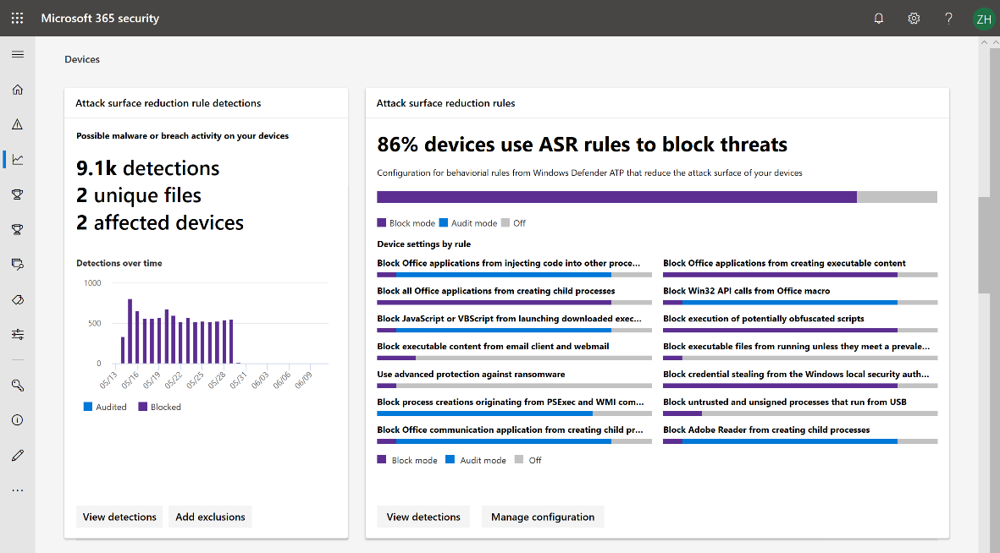 Microsoft 365 security
?
ZH
Devices
Attack surface reduction rule detections
Possible malware or breach activity on your devices
9.1k detections
2 unique files
2 affected devices
Detections over time
1000
500
0
05/13 05/16 05/19 05/22 05/25 05/28 05/31 06/03 06/06 06/09
Audited Blocked
View detections Add exclusions
Attack surface reduction rules
86% devices use ASR rules to block threats
Configuration for behaviorial rules from Windows Defender ATP that reduce the attack surface of your devices
Block mode Audit mode Off
Device settings by rule
Block Office applications from injecting code into other proce... Block Office applications from creating executable content
Block all Office applications from creating child processes Block Win32 API calls from Office macro
Block JavaScript or VBScript from launching downloaded exec... Block execution of potentially obfuscated scripts
Block executable content from email client and webmail Block executable files from running unless they meet a prevale...
Use advanced protection against ransomware Block credential stealing from the Windows local security auth...
Block process creations originating from PSExec and WMI com... Block untrusted and unsigned processes that run from USB
Block Office communication application from creating child pr... Block Adobe Reader from creating child processes
Block mode Audit mode Off
View detections Manage configuration